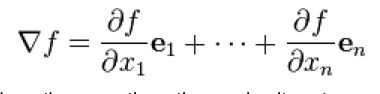 ∇f = ∂f/∂x₁ e₁ + ⋯ + ∂f/∂xₙ eₙ